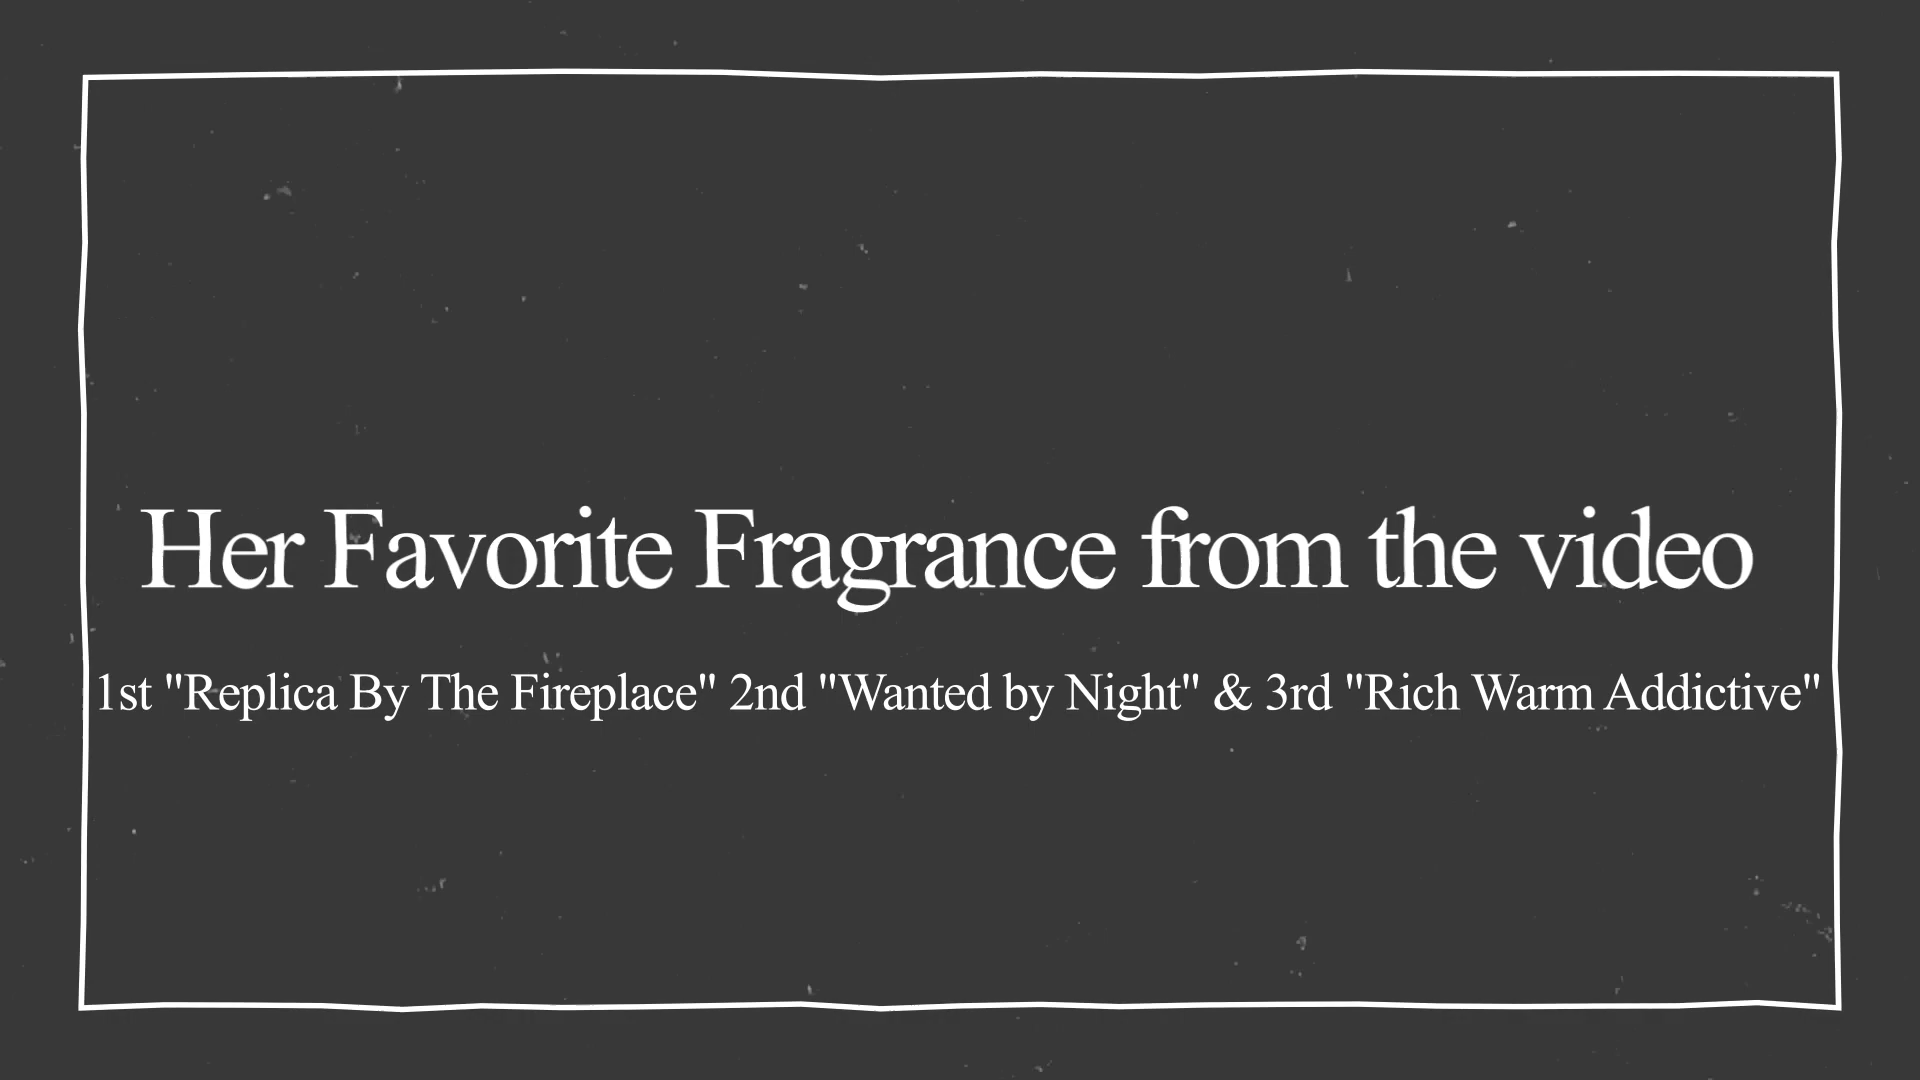 Her Favorite Fragrance from the video
1st "Replica By The Fireplace" 2nd "Wanted by Night" & 3rd "Rich Warm Addictive"